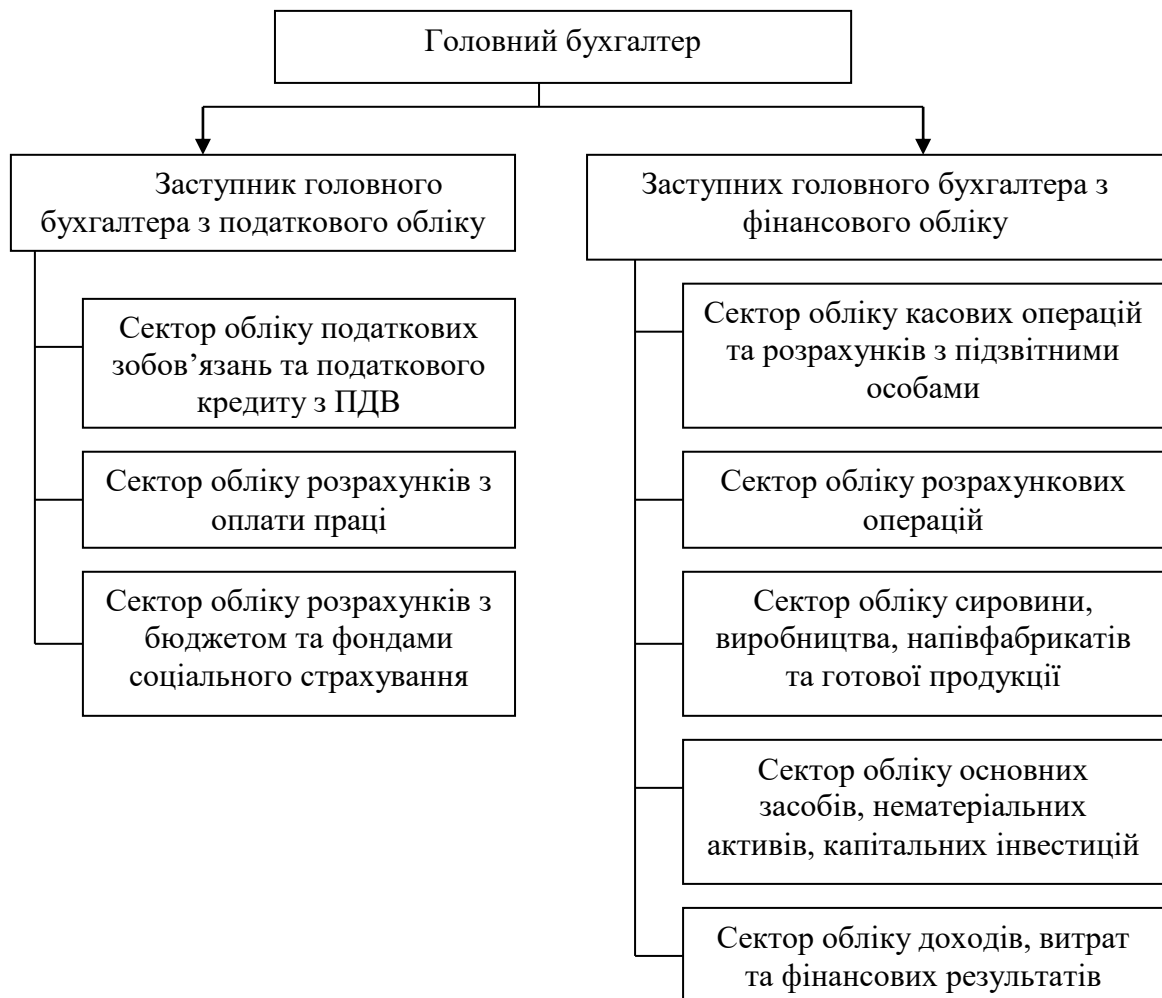 Головний бухгалтер
Заступник головного
бухгалтера з податкового обліку
Сектор обліку податкових
зобов’язань та податкового
кредиту з ПДВ
Сектор обліку розрахунків з
оплати праці
Сектор обліку розрахунків з
бюджетом та фондами
соціального страхування
Заступних головного бухгалтера з
фінансового обліку
Сектор обліку касових операцій
та розрахунків з підзвітними
особами
Сектор обліку розрахункових
операцій
Сектор обліку сировини,
виробництва, напівфабрикатів
та готової продукції
Сектор обліку основних
засобів, нематеріальних
активів, капітальних інвестицій
Сектор обліку доходів, витрат
та фінансових результатів